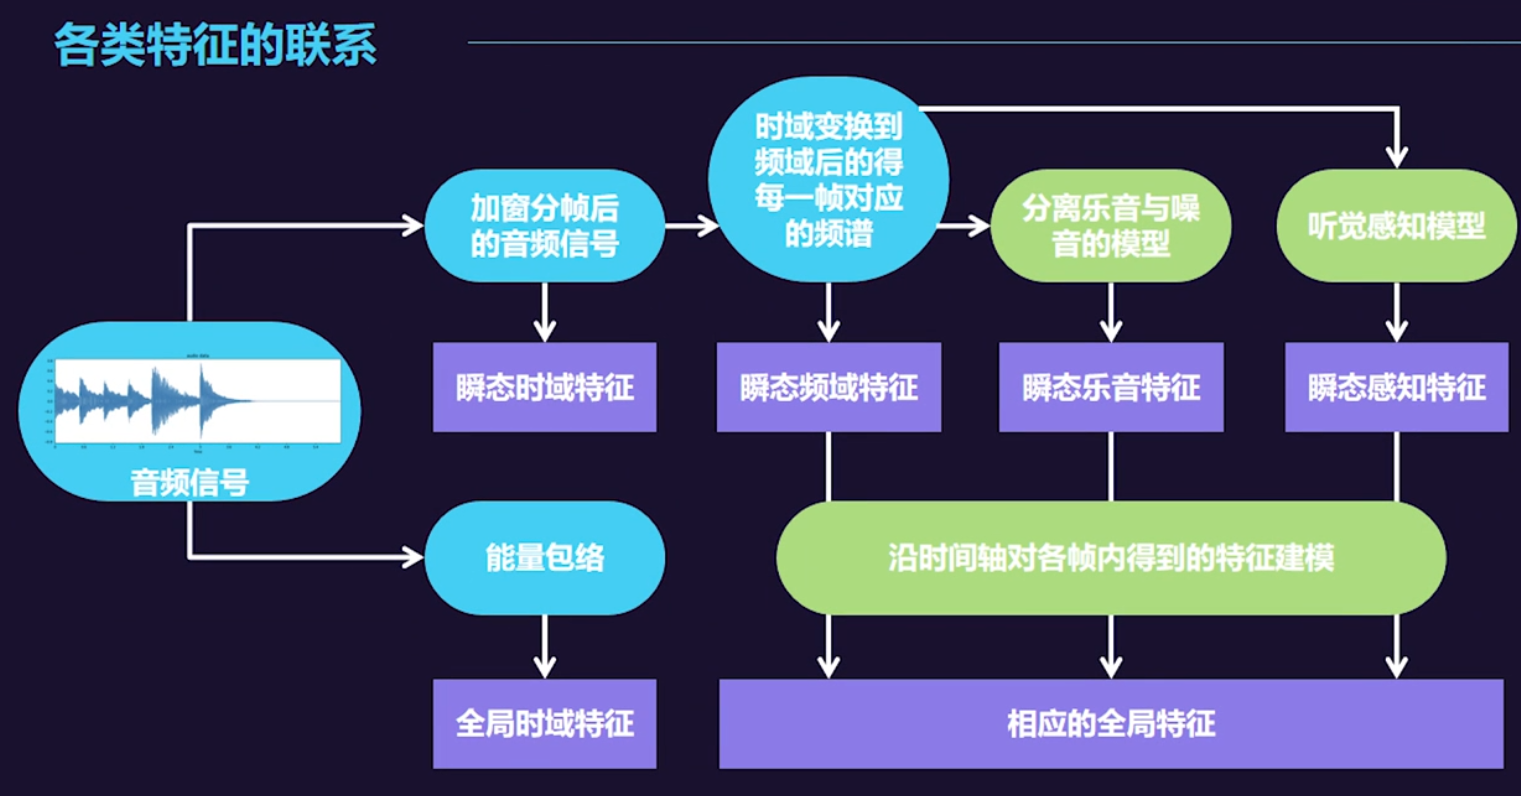 各类特征的联系
时域变换到
频域后的得
每一帧对应
的频谱
加窗分帧后
的音频信号
分离乐音与噪
音的模型
听觉感知模型
瞬态时域特征
瞬态频域特征
瞬态乐音特征
瞬态感知特征
音频信号
能量包络
沿时间轴对各帧内得到的特征建模
全局时域特征
相应的全局特征